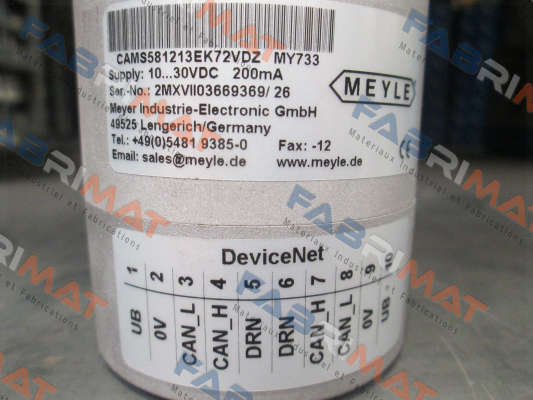 CAMS581213EK72VDZ MY733
Supply: 10...30VDC 200mA
Ser.-No.: 2MXVII03669369/ 26
Meyer Industrie-Electronic GmbH
49525 Lengerich/Germany
Tel.: +49(0)5481 9385-0 Fax: -12
Email: sales@meyle.de www.meyle.de
MEYLE
DeviceNet
1 2 3 4 5 6 7 8 9 10
UB 0V CAN_L CAN_H DRN DRN CAN_H CAN_L 0V UB
FABRIMAT
Materiaux Industriel et Fabrications